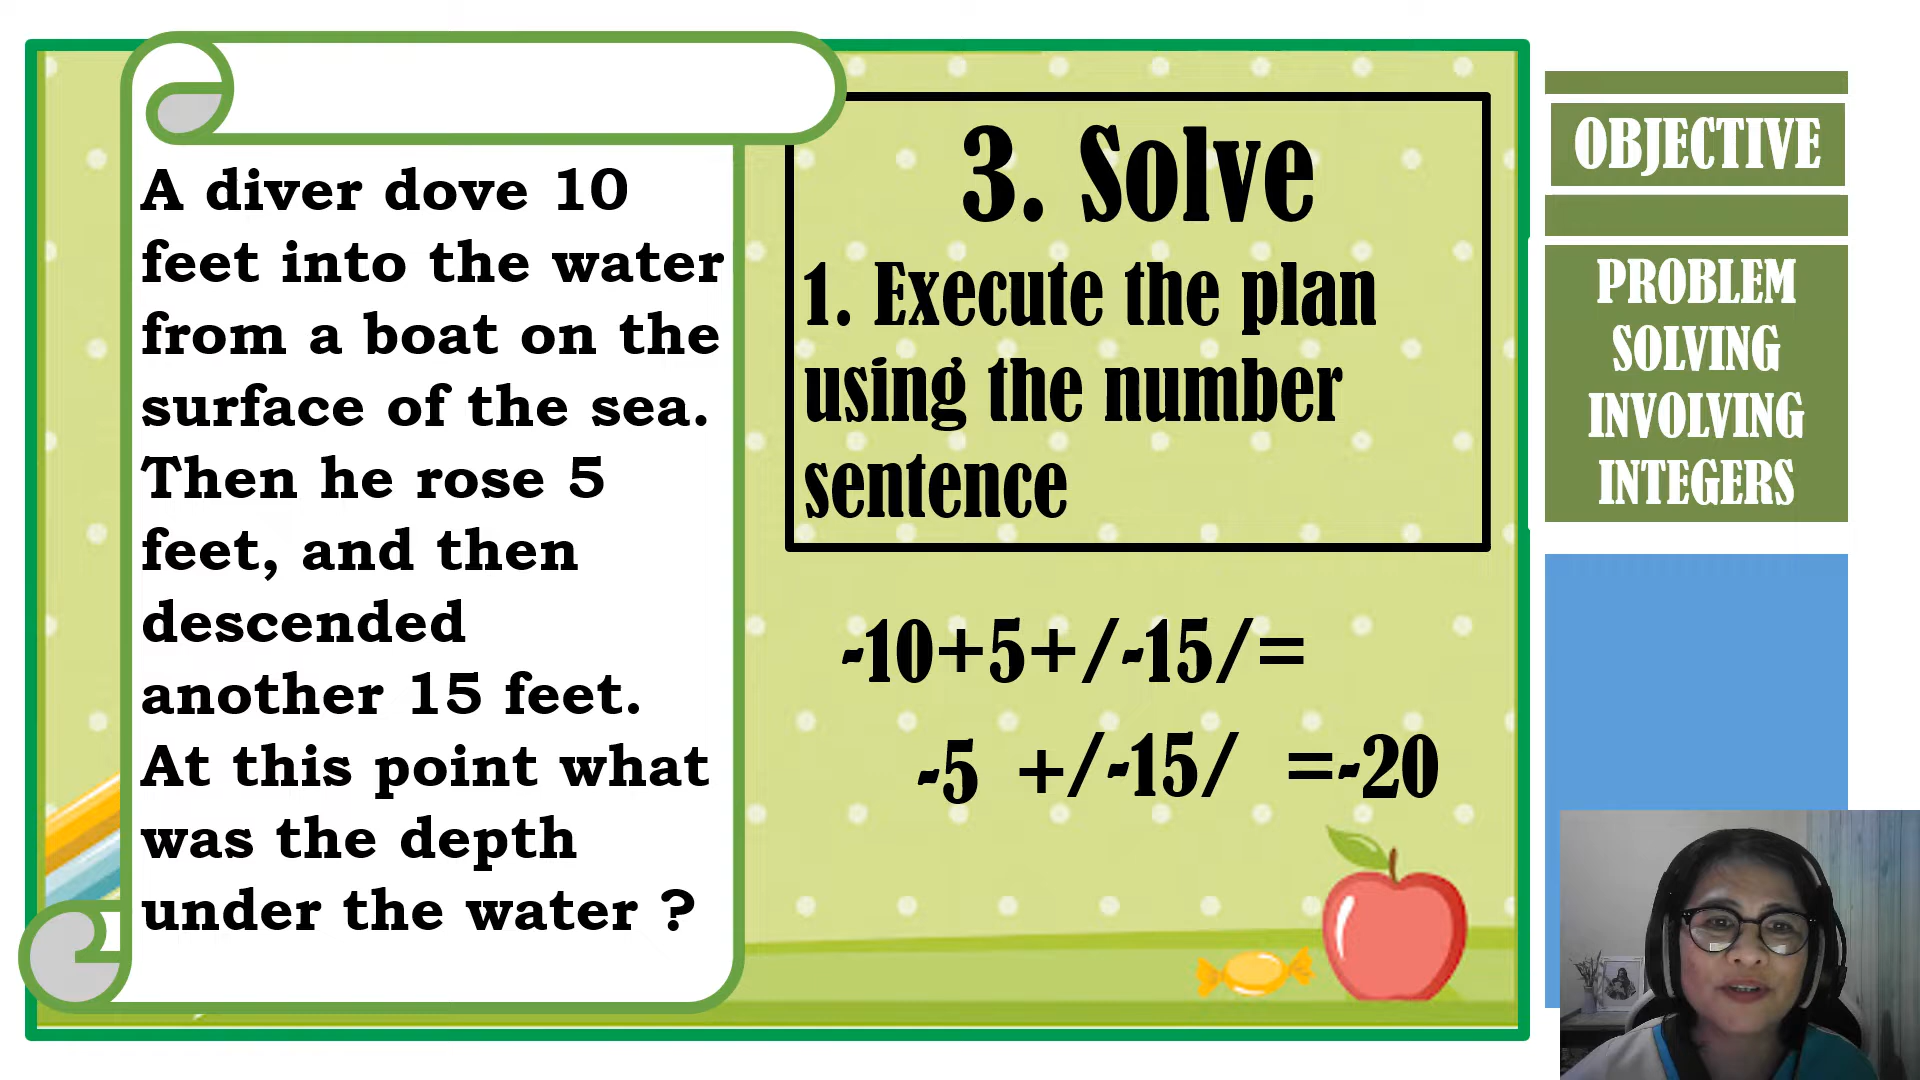 A diver dove 10
feet into the water
from a boat on the
surface of the sea.
Then he rose 5
feet, and then
descended
another 15 feet.
At this point what
was the depth
under the water ?
3. Solve
1. Execute the plan
using the number
sentence
-10+5+/-15/=
-5 +/-15/ =-20
OBJECTIVE
PROBLEM
SOLVING
INVOLVING
INTEGERS